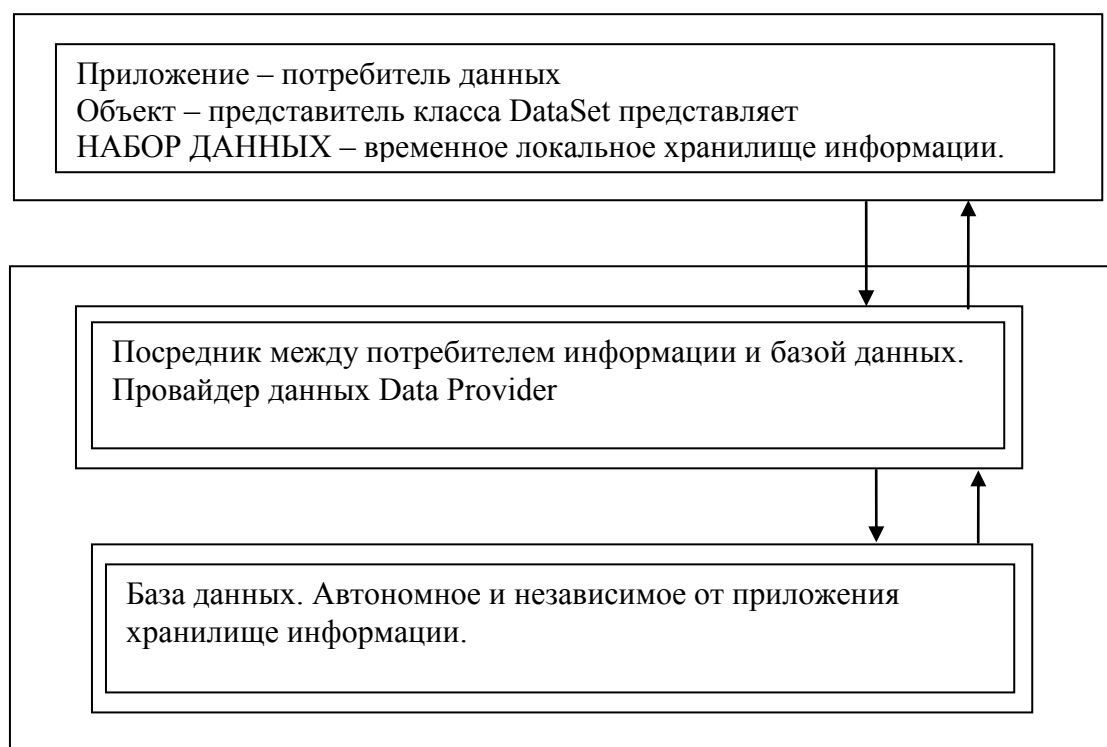 Приложение – потребитель данных
Объект – представитель класса DataSet представляет
НАБОР ДАННЫХ – временное локальное хранилище информации.
Посредник между потребителем информации и базой данных.
Провайдер данных Data Provider
База данных. Автономное и независимое от приложения
хранилище информации.